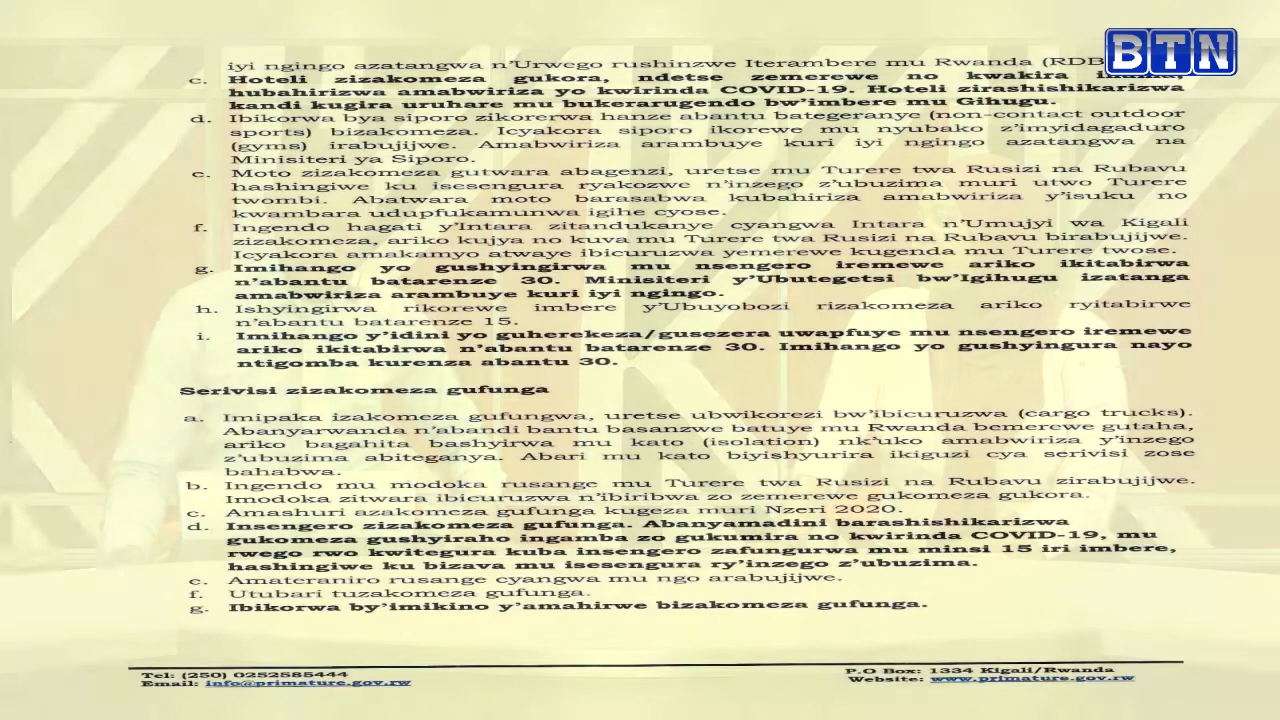 BTN
iyi ngingo azatangwa n'Urwego rushinzwe Iterambere mu Rwanda (RDB
c. Hoteli zizakomeza gukora, ndetse zemerewe no kwakira
hubahirizwa amabwiriza yo kwirinda COVID-19. Hoteli zirashishikarizwa
kandi kugira uruhare mu bukerarugendo bw'imbere mu Gihugu.
d. Ibikorwa bya siporo zikorerwa hanze abantu bategeranye (non-contact outdoor
sports) bizakomeza. Icyakora siporo ikorewe mu nyubako z'imyidagaduro
(gyms) irabujijwe. Amabwiriza arambuye kuri iyi ngingo azatangwa na
Minisiteri ya Siporo.
e. Moto zizakomeza gutwara abagenzi, uretse mu Turere twa Rusizi na Rubavu
hashingiwe ku isesengura ryakozwe n'inzego z'ubuzima muri utwo Turere
twombi. Abatwara moto barasabwa kubahiriza amabwiriza y'isuku no
kwambara udupfukamunwa igihe cyose.
f. Ingendo hagati y'Intara zitandukanye cyangwa Intara n'Umujyi wa Kigali
zizakomeza, ariko kujya no kuva mu Turere twa Rusizi na Rubavu birabujijwe.
Icyakora amakamyo atwaye ibicuruzwa yemerewe kugenda mu Turere twose.
g. Imihango yo gushyingirwa mu nsengero iremewe ariko ikitabirwa
n'abantu batarenze 30. Minisiteri y'Ubutegetsi bw'Igihugu izatanga
amabwiriza arambuye kuri iyi ngingo.
h. Ishyingirwa rikorewe imbere y'Ubuyobozi rizakomeza ariko ryitabirwe
n'abantu batarenze 15.
i. Imihango y'idini yo guherekeza/gusezera uwapfuye mu nsengero iremewe
ariko ikitabirwa n'abantu batarenze 30. Imihango yo gushyingura nayo
ntigomba kurenza abantu 30.
Serivisi zizakomeza gufunga
a. Imipaka izakomeza gufungwa, uretse ubwikorezi bw'ibicuruzwa (cargo trucks).
Abanyarwanda n'abandi bantu basanzwe batuye mu Rwanda bemerewe gutaha,
ariko bagahita bashyirwa mu kato (isolation) nk'uko amabwiriza y'inzego
z'ubuzima abiteganya. Abari mu kato biyishyurira ikiguzi cya serivisi zose
bahabwa.
b. Ingendo mu modoka rusange mu Turere twa Rusizi na Rubavu zirabujijwe.
Imodoka zitwara ibicuruzwa n'ibiribwa zo zemerewe gukomeza gukora.
c. Amashuri azakomeza gufunga kugeza muri Nzeri 2020.
d. Insengero zizakomeza gufunga. Abanyamadini barashishikarizwa
gukomeza gushyiraho ingamba zo gukumira no kwirinda COVID-19, mu
rwego rwo kwitegura kuba insengero zafungurwa mu minsi 15 iri imbere,
hashingiwe ku bizava mu isesengura ry'inzego z'ubuzima.
e. Amateraniro rusange cyangwa mu ngo arabujijwe.
f. Utubari tuzakomeza gufunga.
g. Ibikorwa by'imikino y'amahirwe bizakomeza gufunga.
Tel: (250) 0252585444 P.O Box: 1334 Kigali/Rwanda
Email: info@primature.gov.rw Website: www.primature.gov.rw